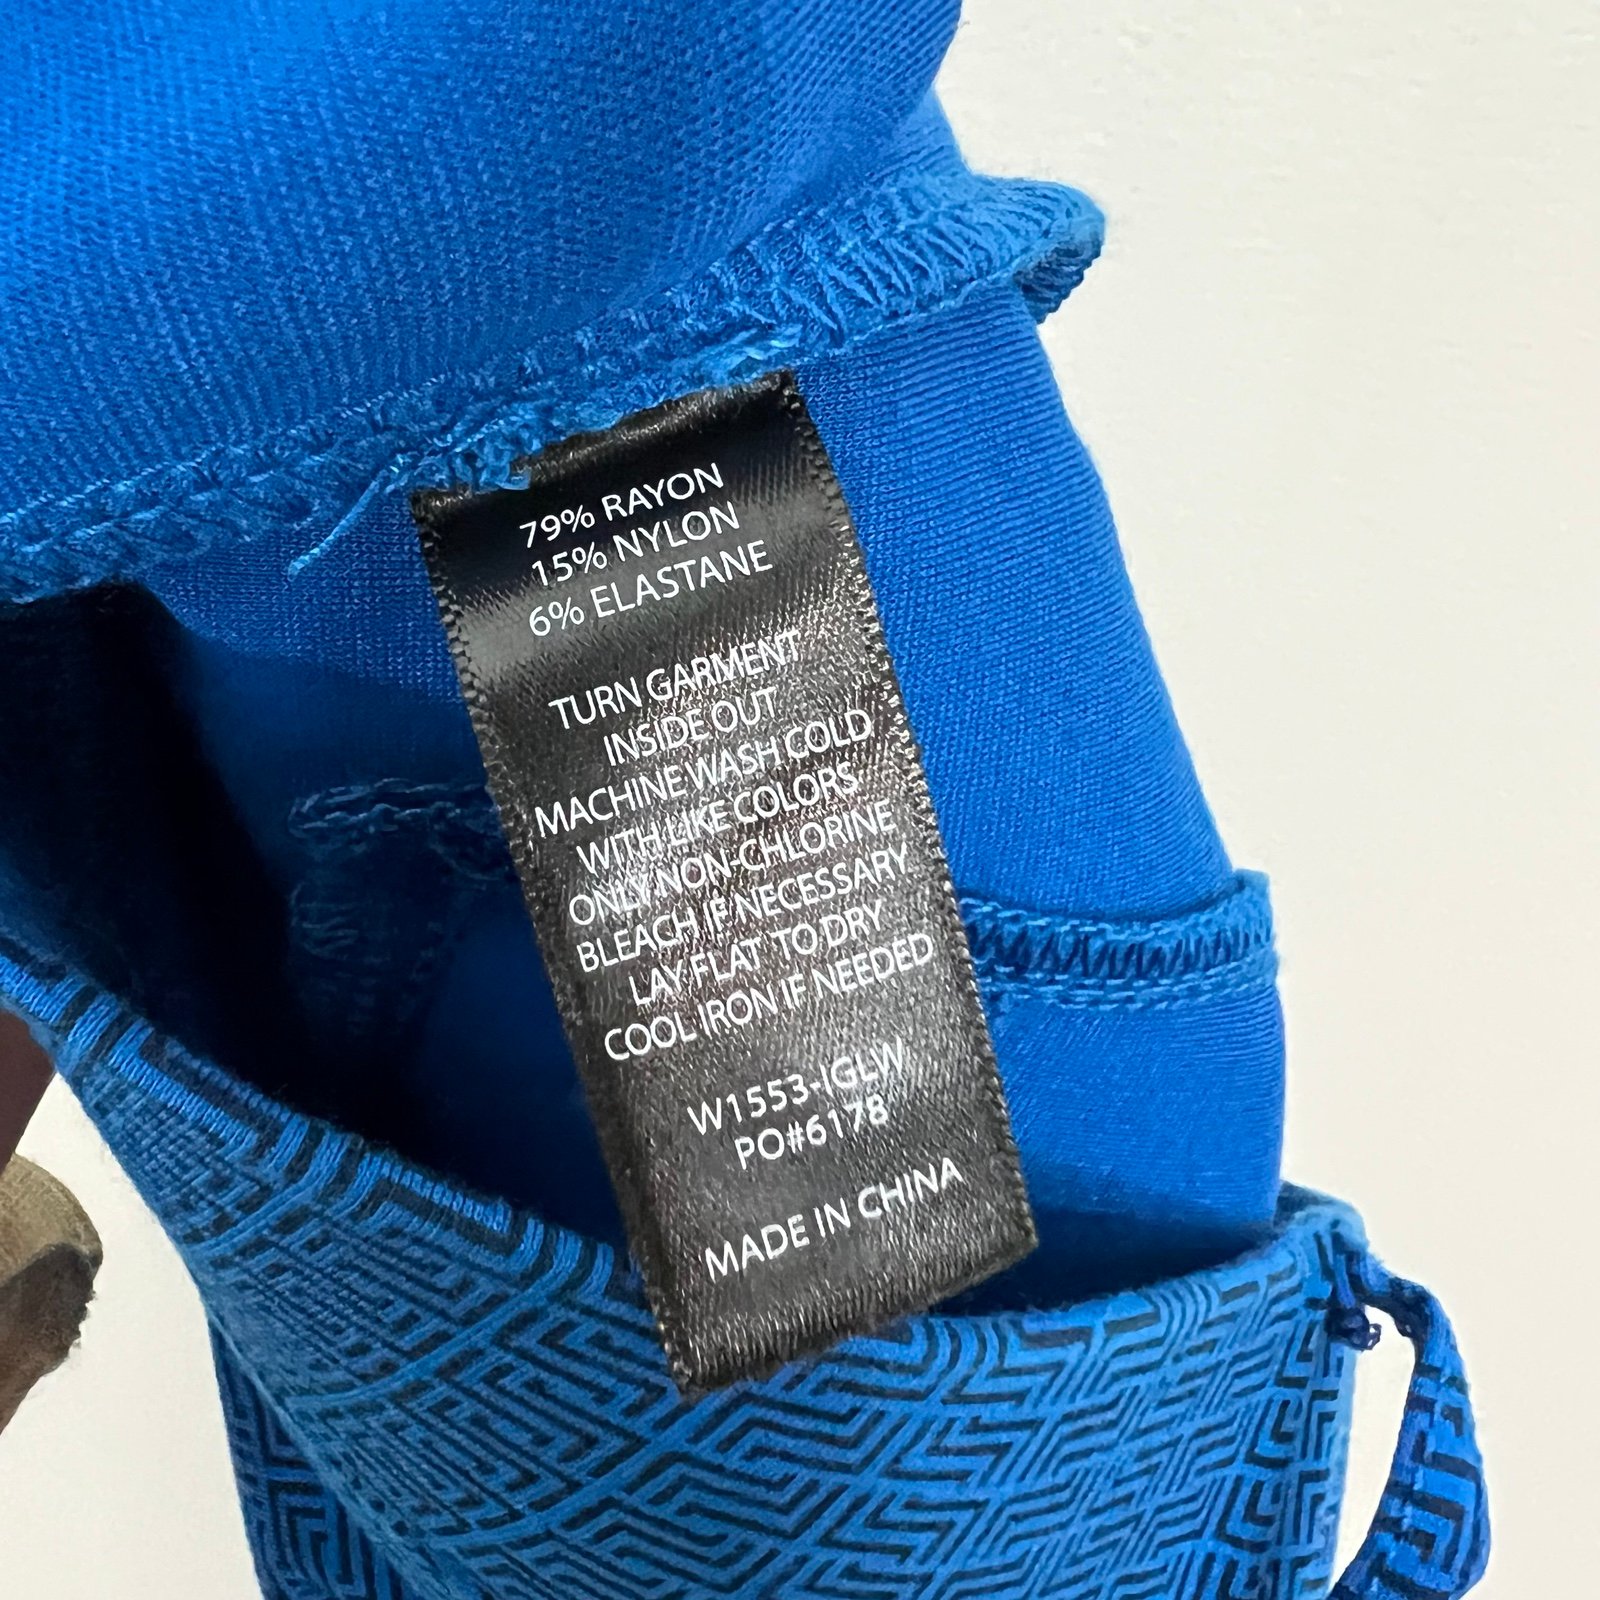 79% RAYON
15% NYLON
6% ELASTANE
TURN GARMENT
INSIDE OUT
MACHINE WASH COLD
WITH LIKE COLORS
ONLY NON-CHLORINE
BLEACH IF NECESSARY
LAY FLAT TO DRY
COOL IRON IF NEEDED
W1553-IGLW
PO#6178
MADE IN CHINA